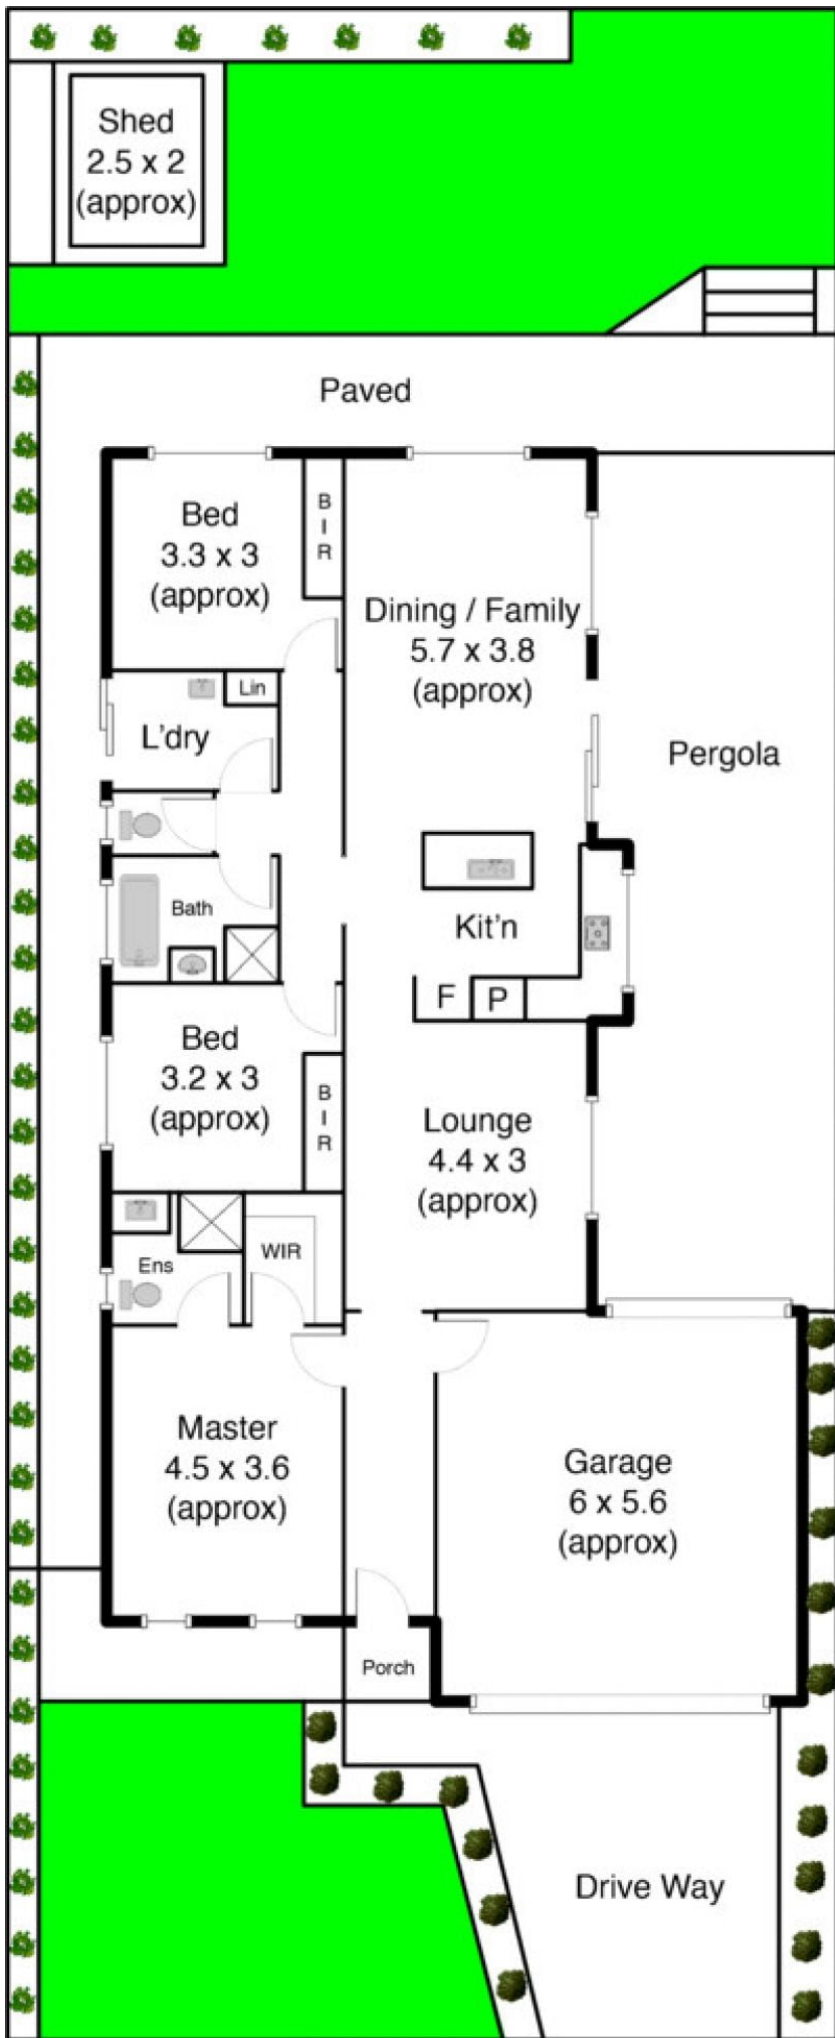 Shed
2.5 x 2
(approx)
Paved
Bed
3.3 x 3
(approx)
B
I
R
Dining / Family
5.7 x 3.8
(approx)
Lin
L'dry
Pergola
Bath
Kit'n
F
P
Bed
3.2 x 3
(approx)
B
I
R
Lounge
4.4 x 3
(approx)
Ens
WIR
Master
4.5 x 3.6
(approx)
Garage
6 x 5.6
(approx)
Porch
Drive Way